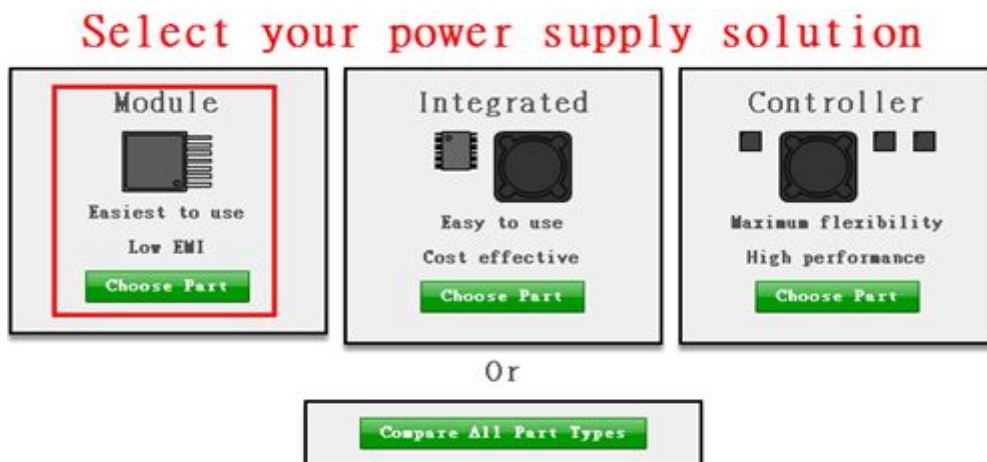 Select your power supply solution
Module
Easiest to use
Low EMI
Choose Part
Integrated
Easy to use
Cost effective
Choose Part
Controller
Maximum flexibility
High performance
Choose Part
Or
Compare All Part Types